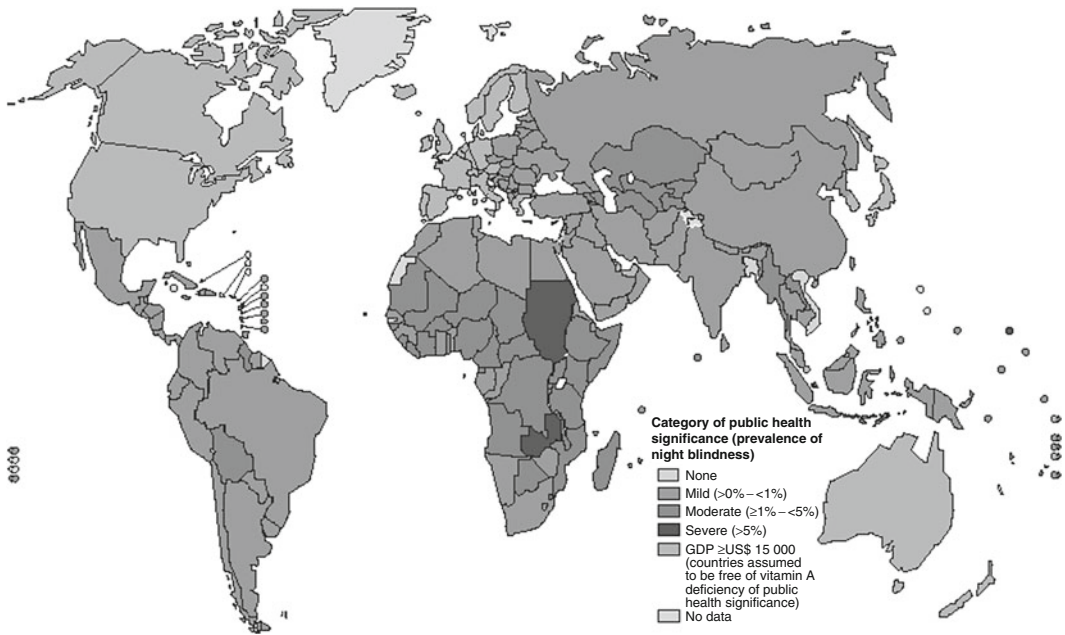 Category of public health
significance (prevalence of
night blindness)
None
Mild (>0% – <1%)
Moderate (≥1% – <5%)
Severe (>5%)
GDP ≥US$ 15 000
(countries assumed
to be free of vitamin A
deficiency of public
health significance)
No data